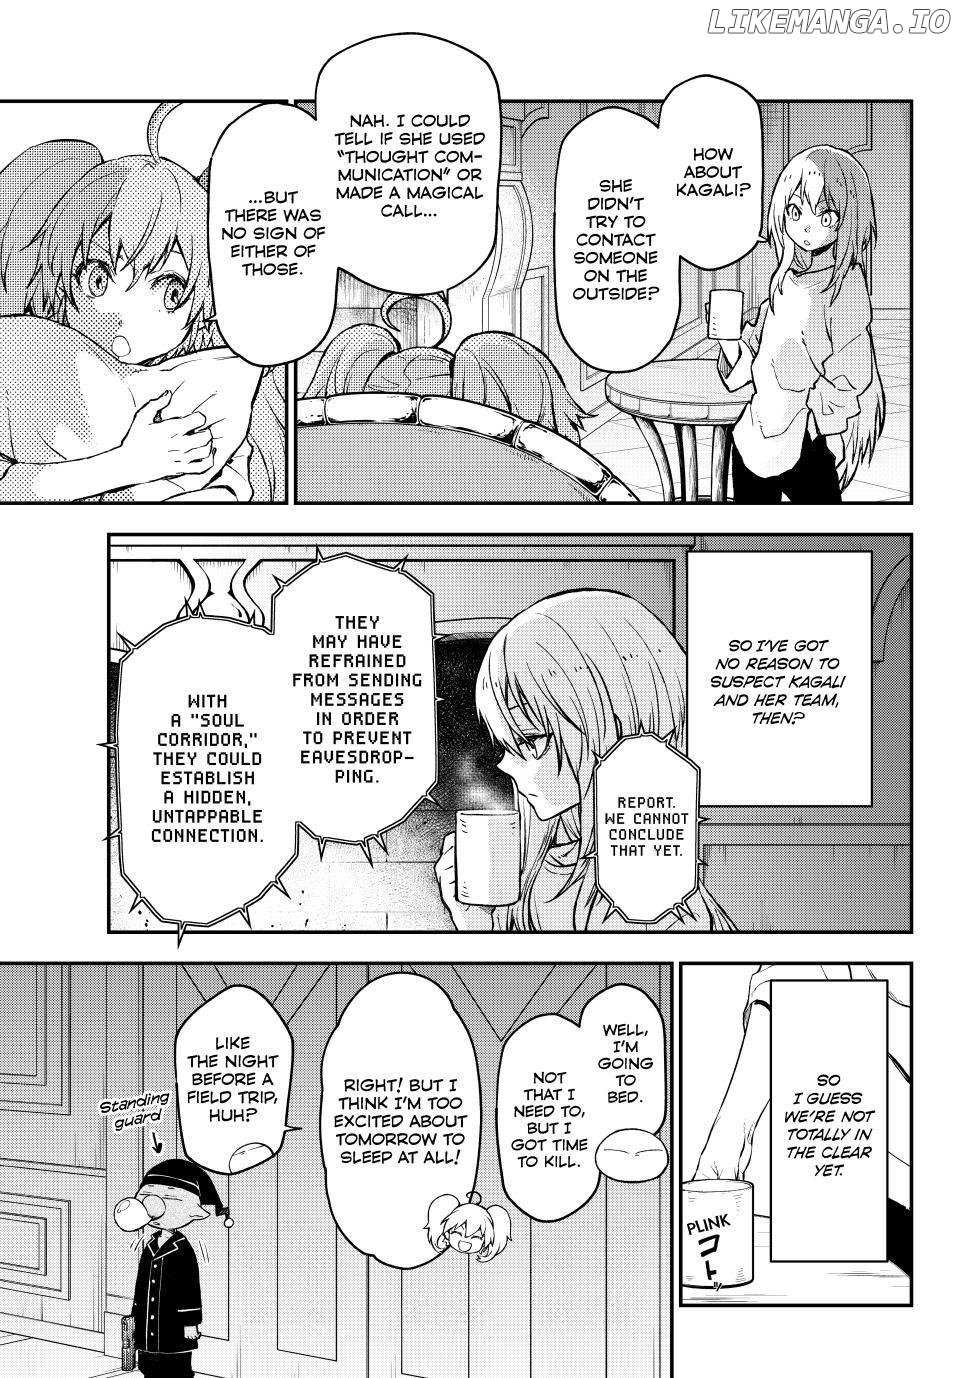 LIKEMANGA.IO
HOW
ABOUT
KAGALI?
SHE
DIDN'T
TRY TO
CONTACT
SOMEONE
ON THE
OUTSIDE?
NAH. I COULD
TELL IF SHE USED
"THOUGHT COM-
MUNICATION" OR
MADE A MAGICAL
CALL...
...BUT
THERE WAS
NO SIGN OF
EITHER OF
THOSE.
SO I'VE GOT
NO REASON TO
SUSPECT KAGALI
AND HER TEAM,
THEN?
REPORT.
WE CANNOT
CONCLUDE
THAT YET.
THEY
MAY HAVE
REFRAINED
FROM SENDING
MESSAGES
IN ORDER
TO PREVENT
EAVESDROP-
PING.
WITH
A "SOUL
CORRIDOR,"
THEY COULD
ESTABLISH
A HIDDEN,
UNTAPPABLE
CONNECTION.
SO
I GUESS
WE'RE NOT
TOTALLY IN
THE CLEAR
YET.
PLINK
コト
WELL,
I'M
GOING
TO
BED.
NOT
THAT I
NEED TO,
BUT I
GOT TIME
TO KILL.
RIGHT! BUT I
THINK I'M TOO
EXCITED ABOUT
TOMORROW TO
SLEEP AT ALL!
LIKE
THE NIGHT
BEFORE A
FIELD TRIP,
HUH?
Standing
guard